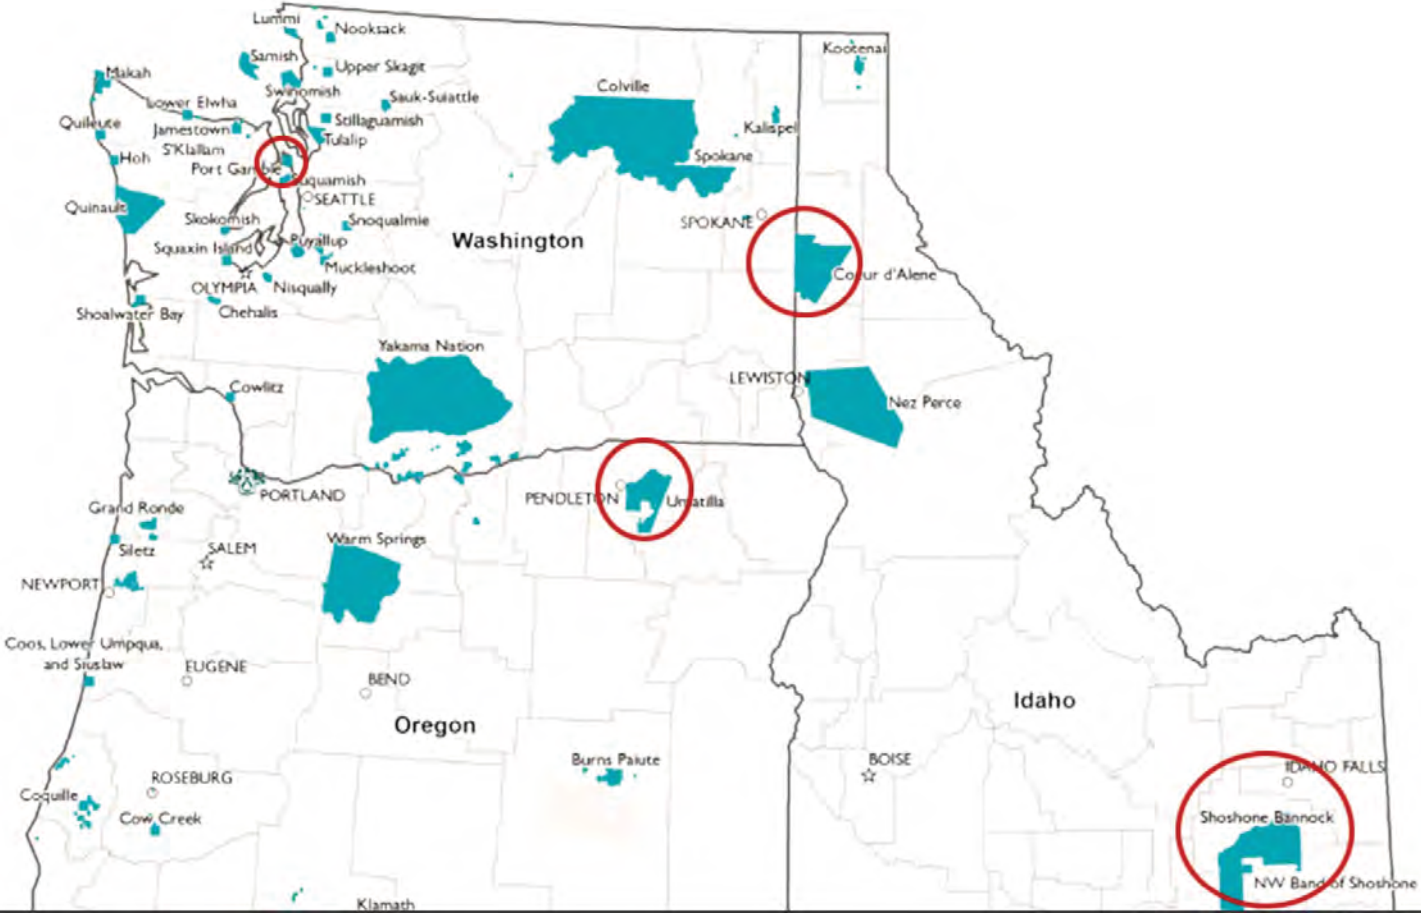 Lummi
Nooksack
Kootenai
Samish
Upper Skagit
Makah
Swinomish
Colville
Lower Elwha
Sauk-Suiattle
Quileute
Jamestown
S'Klallam
Stillaguamish
Tulalip
Kalispel
Hoh
Port Gamble
Spokane
Suquamish
SEATTLE
Quinault
Skokomish
Snoqualmie
SPOKANE
Washington
Squaxin Island
Puyallup
Muckleshoot
Coeur d'Alene
OLYMPIA
Nisqually
Shoalwater Bay
Chehalis
Yakama Nation
LEWISTON
Cowlitz
Nez Perce
PORTLAND
PENDLETON
Umatilla
Grand Ronde
Siletz
SALEM
Warm Springs
NEWPORT
Coos, Lower Umpqua,
and Siuslaw
EUGENE
BEND
Idaho
Oregon
Burns Paiute
BOISE
IDAHO FALLS
ROSEBURG
Coquille
Cow Creek
Shoshone Bannock
NW Band of Shoshone
Klamath